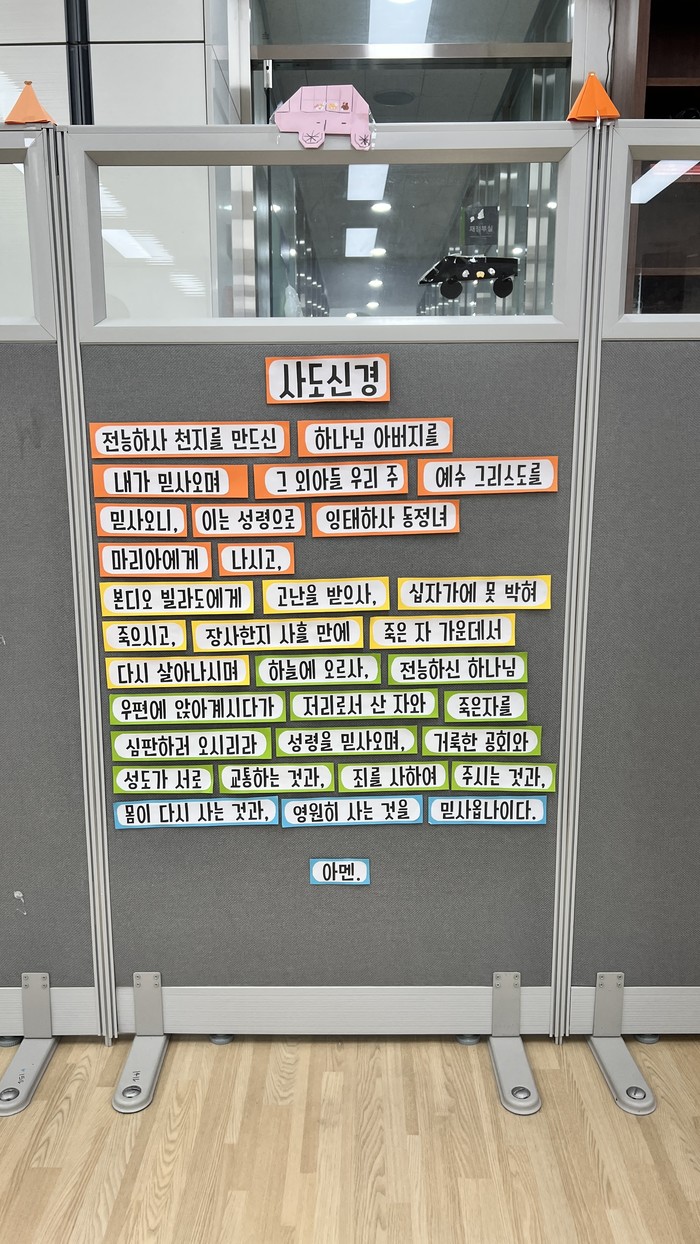 사도신경
전능하사 천지를 만드신 하나님 아버지를
내가 믿사오며 그 외아들 우리 주 예수 그리스도를
믿사오니, 이는 성령으로 잉태하사 동정녀
마리아에게 나시고,
본디오 빌라도에게 고난을 받으사, 십자가에 못 박혀
죽으시고, 장사한지 사흘 만에 죽은 자 가운데서
다시 살아나시며 하늘에 오르사, 전능하신 하나님
우편에 앉아계시다가 저리로서 산 자와 죽은자를
심판하러 오시리라 성령을 믿사오며, 거룩한 공회와
성도가 서로 교통하는 것과, 죄를 사하여 주시는 것과,
몸이 다시 사는 것과, 영원히 사는 것을 믿사옵나이다.
아멘.